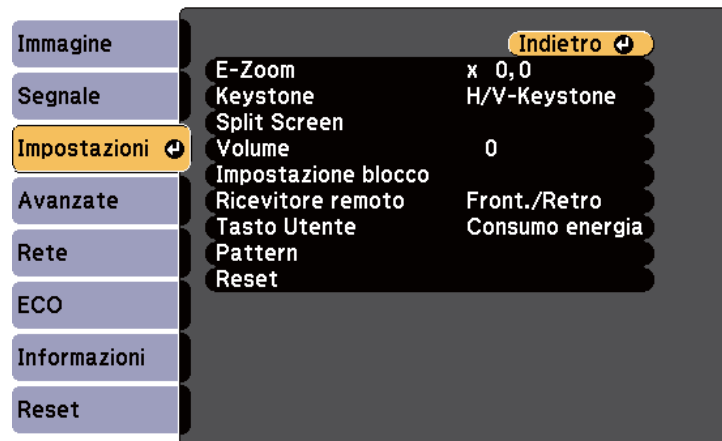 Immagine
Segnale
Impostazioni
Avanzate
Rete
ECO
Informazioni
Reset
Indietro
E-Zoom x 0,0
Keystone H/V-Keystone
Split Screen
Volume 0
Impostazione blocco
Ricevitore remoto Front./Retro
Tasto Utente Consumo energia
Pattern
Reset